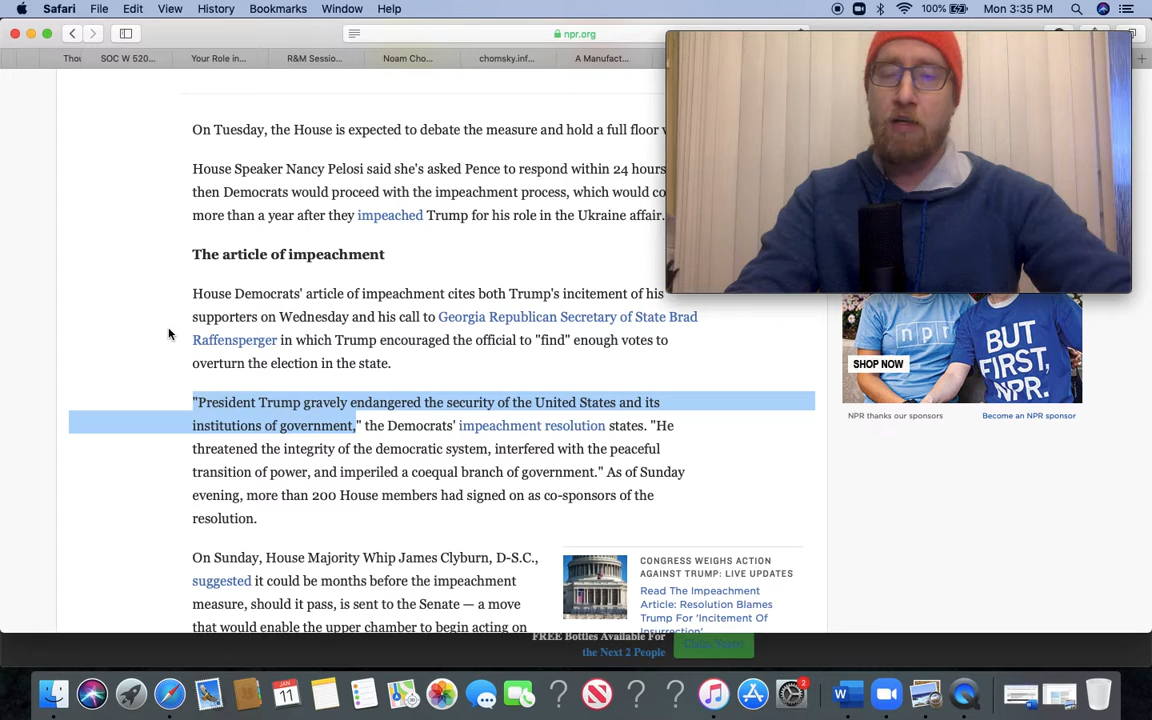 Safari File Edit View History Bookmarks Window Help 100% Mon 3:35 PM
npr.org
Thou SOC W 520... Your Role in... R&M Sessio... Noam Cho... chomsky.inf... A Manufact...
On Tuesday, the House is expected to debate the measure and hold a full floor
House Speaker Nancy Pelosi said she's asked Pence to respond within 24 hours
then Democrats would proceed with the impeachment process, which would co
more than a year after they impeached Trump for his role in the Ukraine affair.
The article of impeachment
House Democrats' article of impeachment cites both Trump's incitement of his
supporters on Wednesday and his call to Georgia Republican Secretary of State Brad
Raffensperger in which Trump encouraged the official to "find" enough votes to
overturn the election in the state.
"President Trump gravely endangered the security of the United States and its
institutions of government," the Democrats' impeachment resolution states. "He
threatened the integrity of the democratic system, interfered with the peaceful
transition of power, and imperiled a coequal branch of government." As of Sunday
evening, more than 200 House members had signed on as co-sponsors of the
resolution.
On Sunday, House Majority Whip James Clyburn, D-S.C.,
suggested it could be months before the impeachment
measure, should it pass, is sent to the Senate — a move
that would enable the upper chamber to begin acting on
CONGRESS WEIGHS ACTION
AGAINST TRUMP: LIVE UPDATES
Read The Impeachment
Article: Resolution Blames
Trump For 'Incitement Of
Insurrection'
npr
BUT
FIRST,
NPR.
SHOP NOW
NPR thanks our sponsors Become an NPR sponsor
FREE Bottles Available For
the Next 2 People
JAN
11
2